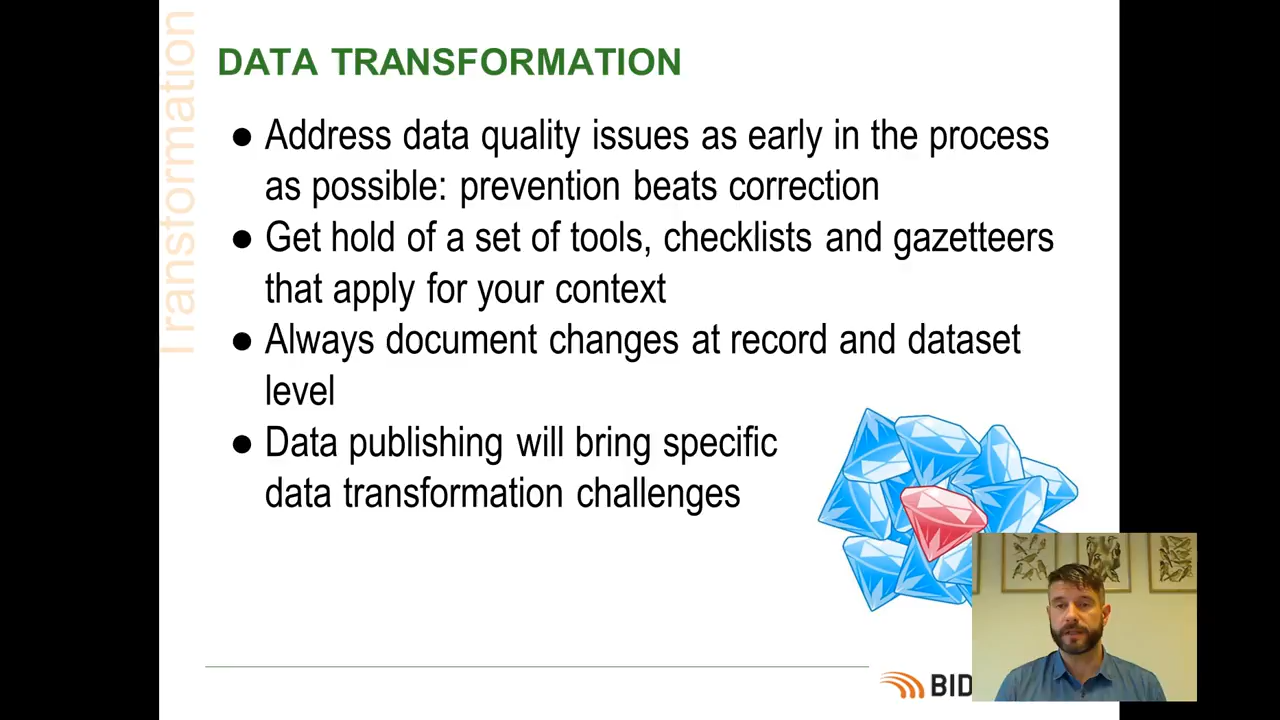 Transformation
DATA TRANSFORMATION
● Address data quality issues as early in the process
as possible: prevention beats correction
● Get hold of a set of tools, checklists and gazetteers
that apply for your context
● Always document changes at record and dataset
level
● Data publishing will bring specific
data transformation challenges
BID